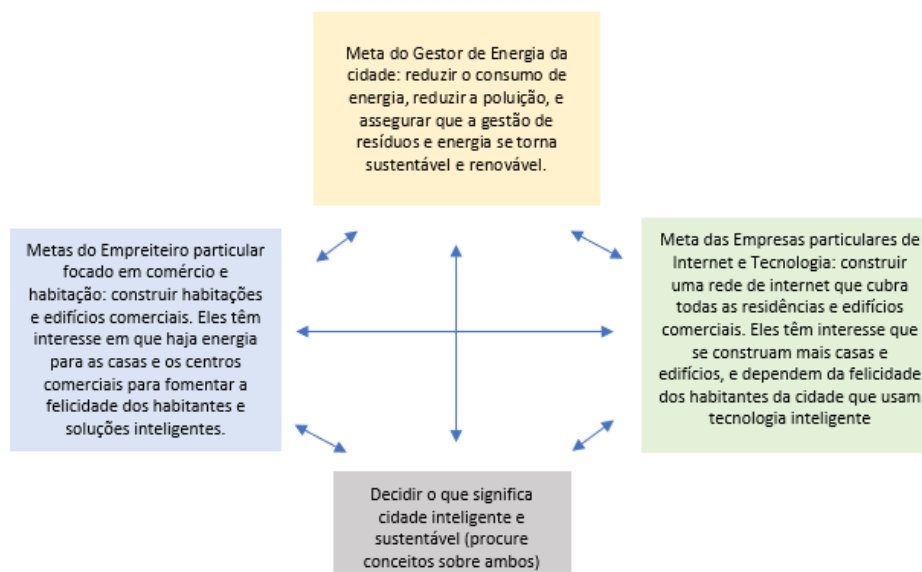 Meta do Gestor de Energia da
cidade: reduzir o consumo de
energia, reduzir a poluição, e
assegurar que a gestão de
resíduos e energia se torna
sustentável e renovável.
Metas do Empreiteiro particular
focado em comércio e
habitação: construir habitações
e edifícios comerciais. Eles têm
interesse em que haja energia
para as casas e os centros
comerciais para fomentar a
felicidade dos habitantes e
soluções inteligentes.
Meta das Empresas particulares de
Internet e Tecnologia: construir
uma rede de internet que cubra
todas as residências e edifícios
comerciais. Eles têm interesse que
se construam mais casas e
edifícios, e dependem da felicidade
dos habitantes da cidade que usam
tecnologia inteligente
Decidir o que significa
cidade inteligente e
sustentável (procure
conceitos sobre ambos)